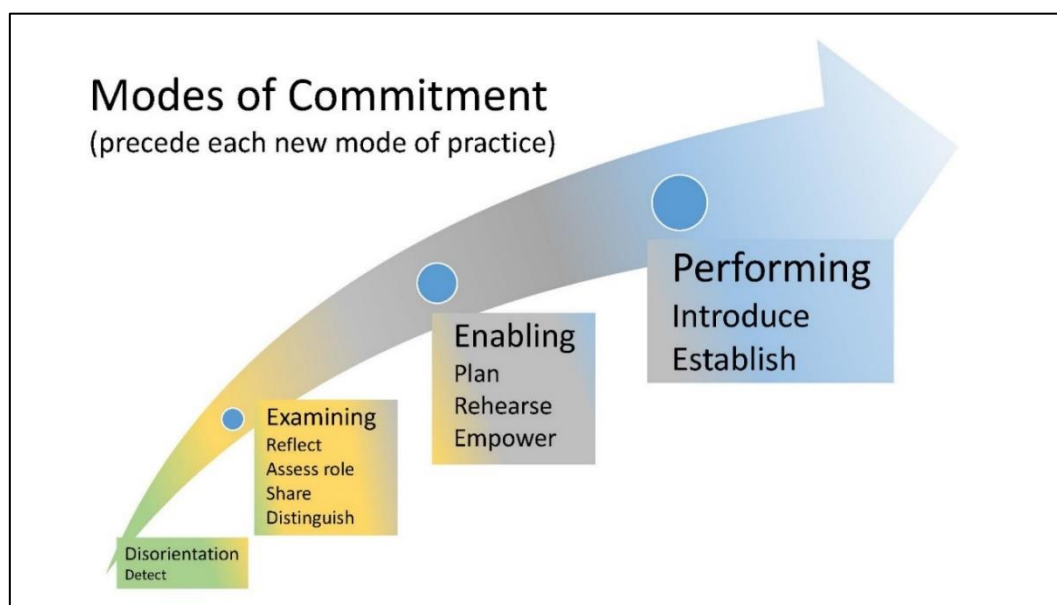 Modes of Commitment
(precede each new mode of practice)
Disorientation
Detect
Examining
Reflect
Assess role
Share
Distinguish
Enabling
Plan
Rehearse
Empower
Performing
Introduce
Establish